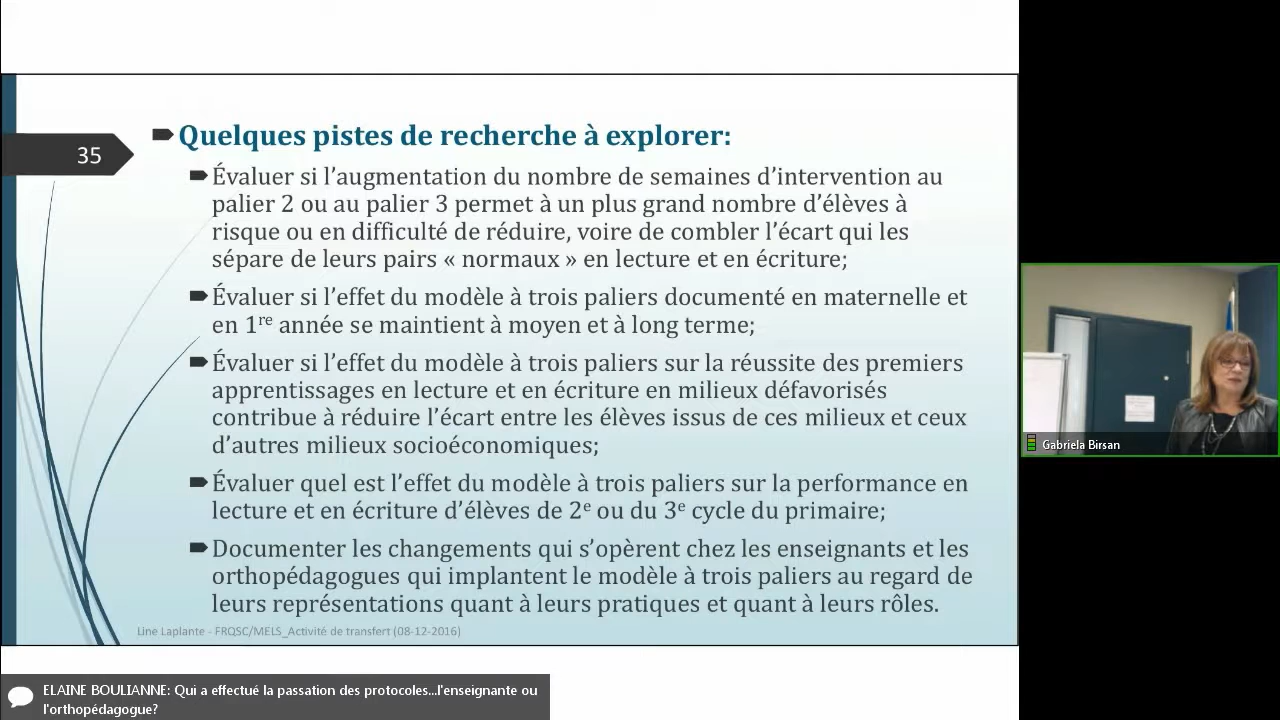 35
Quelques pistes de recherche à explorer:
Évaluer si l’augmentation du nombre de semaines d’intervention au
palier 2 ou au palier 3 permet à un plus grand nombre d’élèves à
risque ou en difficulté de réduire, voire de combler l’écart qui les
sépare de leurs pairs « normaux » en lecture et en écriture;
Évaluer si l’effet du modèle à trois paliers documenté en maternelle et
en 1re année se maintient à moyen et à long terme;
Évaluer si l’effet du modèle à trois paliers sur la réussite des premiers
apprentissages en lecture et en écriture en milieux défavorisés
contribue à réduire l’écart entre les élèves issus de ces milieux et ceux
d’autres milieux socioéconomiques;
Évaluer quel est l’effet du modèle à trois paliers sur la performance en
lecture et en écriture d’élèves de 2e ou du 3e cycle du primaire;
Documenter les changements qui s’opèrent chez les enseignants et les
orthopédagogues qui implantent le modèle à trois paliers au regard de
leurs représentations quant à leurs pratiques et quant à leurs rôles.
Line Laplante - FRQSC/MELS_Activité de transfert (08-12-2016)
Gabriela Birsan
ELAINE BOULIANNE: Qui a effectué la passation des protocoles...l'enseignante ou
l'orthopédagogue?